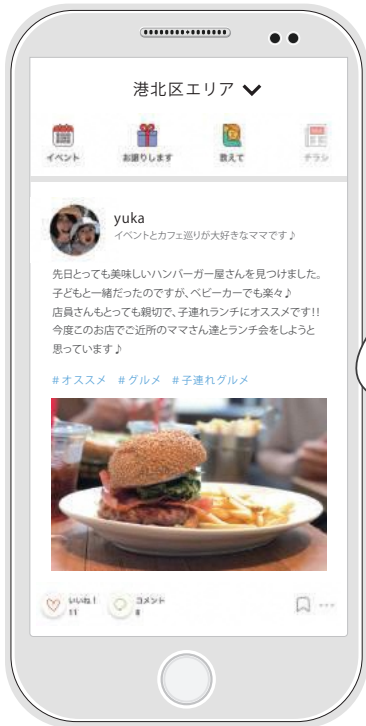 港北区エリア
イベント
お譲りします
教えて
チラシ
yuka
イベントとカフェ巡りが大好きなママです♪
先日とっても美味しいハンバーガー屋さんを見つけました。
子どもと一緒だったのですが、ベビーカーでも楽々♪
店員さんもとっても親切で、子連れランチにオススメです!!
今度このお店でご近所のママさん達とランチ会をしようと
思っています♪
#オススメ #グルメ #子連れグルメ
いいね! コメント
11 8